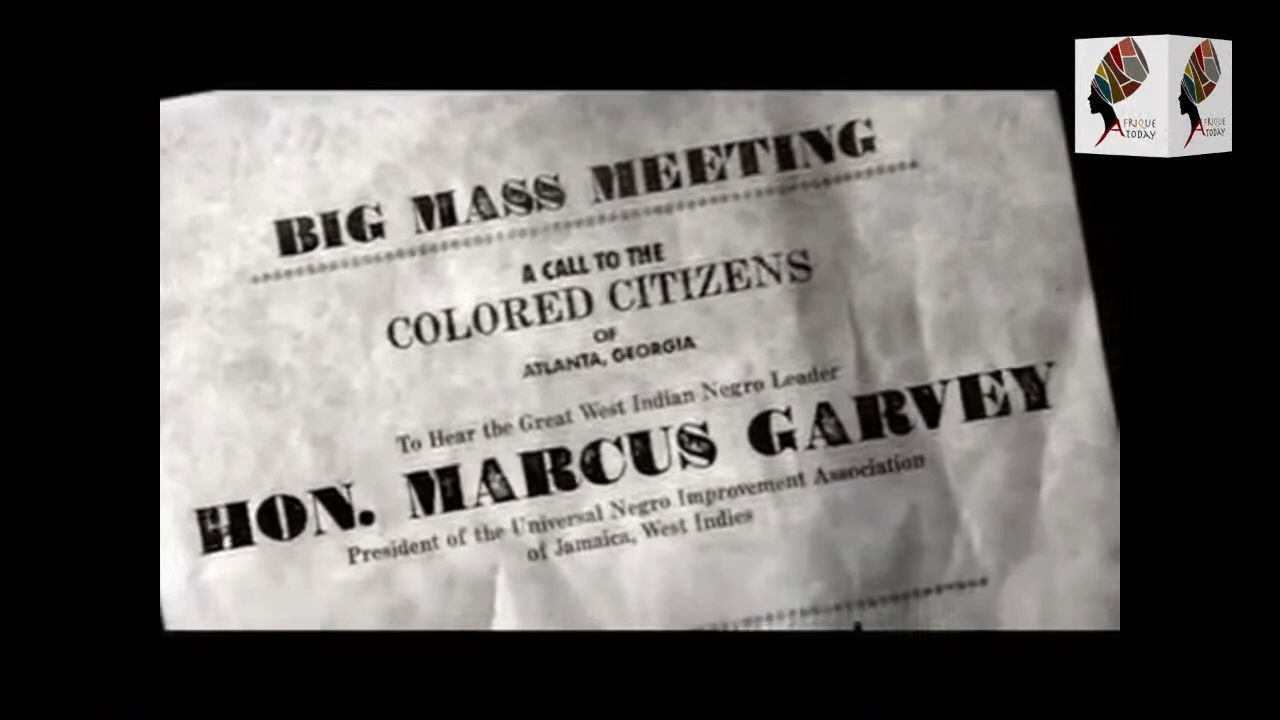 BIG MASS MEETING
A CALL TO THE
COLORED CITIZENS
OF
ATLANTA, GEORGIA
To Hear the Great West Indian Negro Leader
HON. MARCUS GARVEY
President of the Universal Negro Improvement Association
of Jamaica, West Indies
AFRIQUE
TODAY
AFRIQUE
TODAY